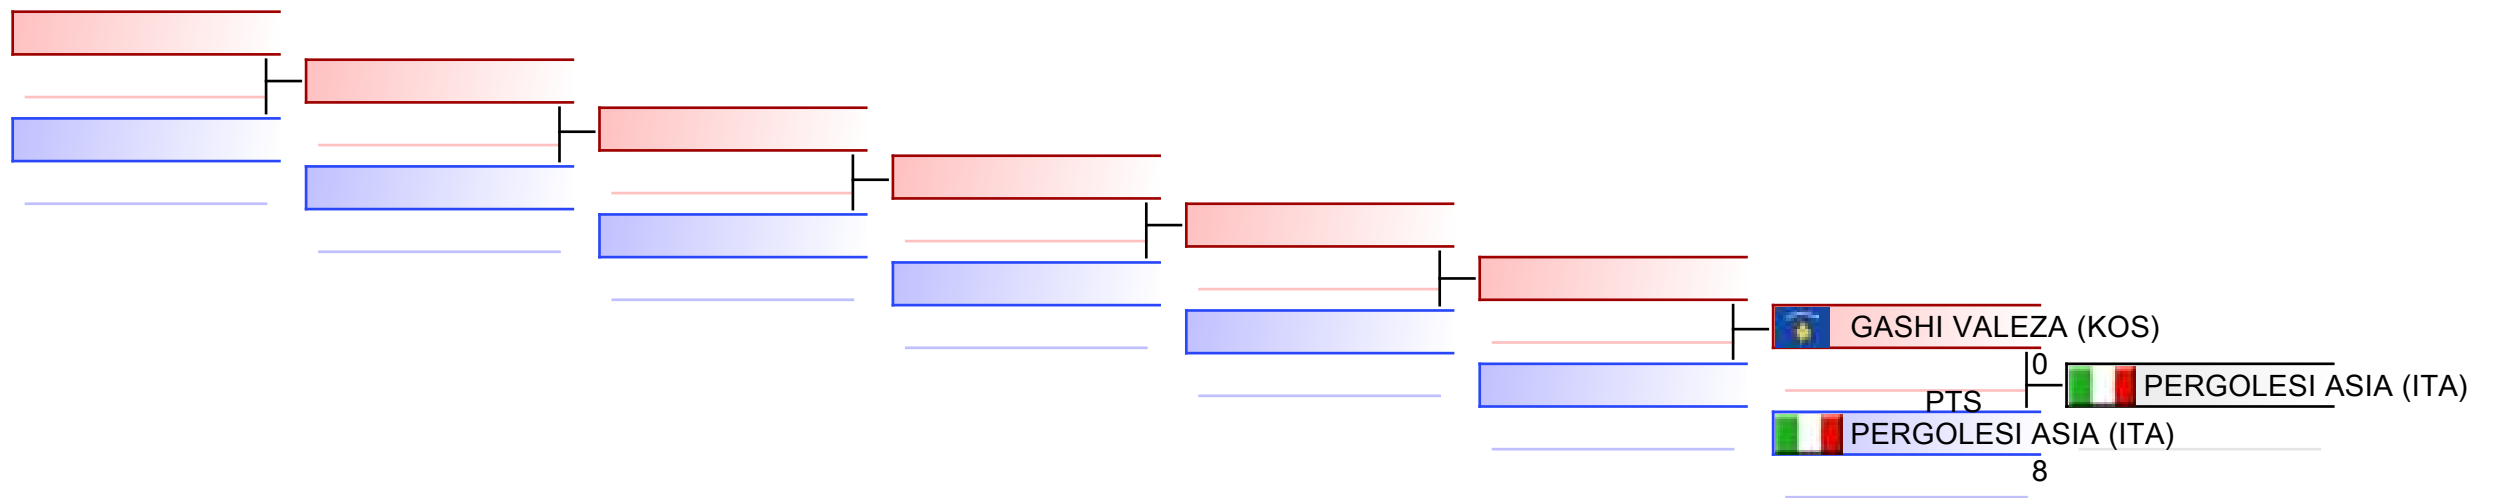 GASHI VALEZA (KOS)
0
PERGOLESI ASIA (ITA)
PTS
PERGOLESI ASIA (ITA)
8